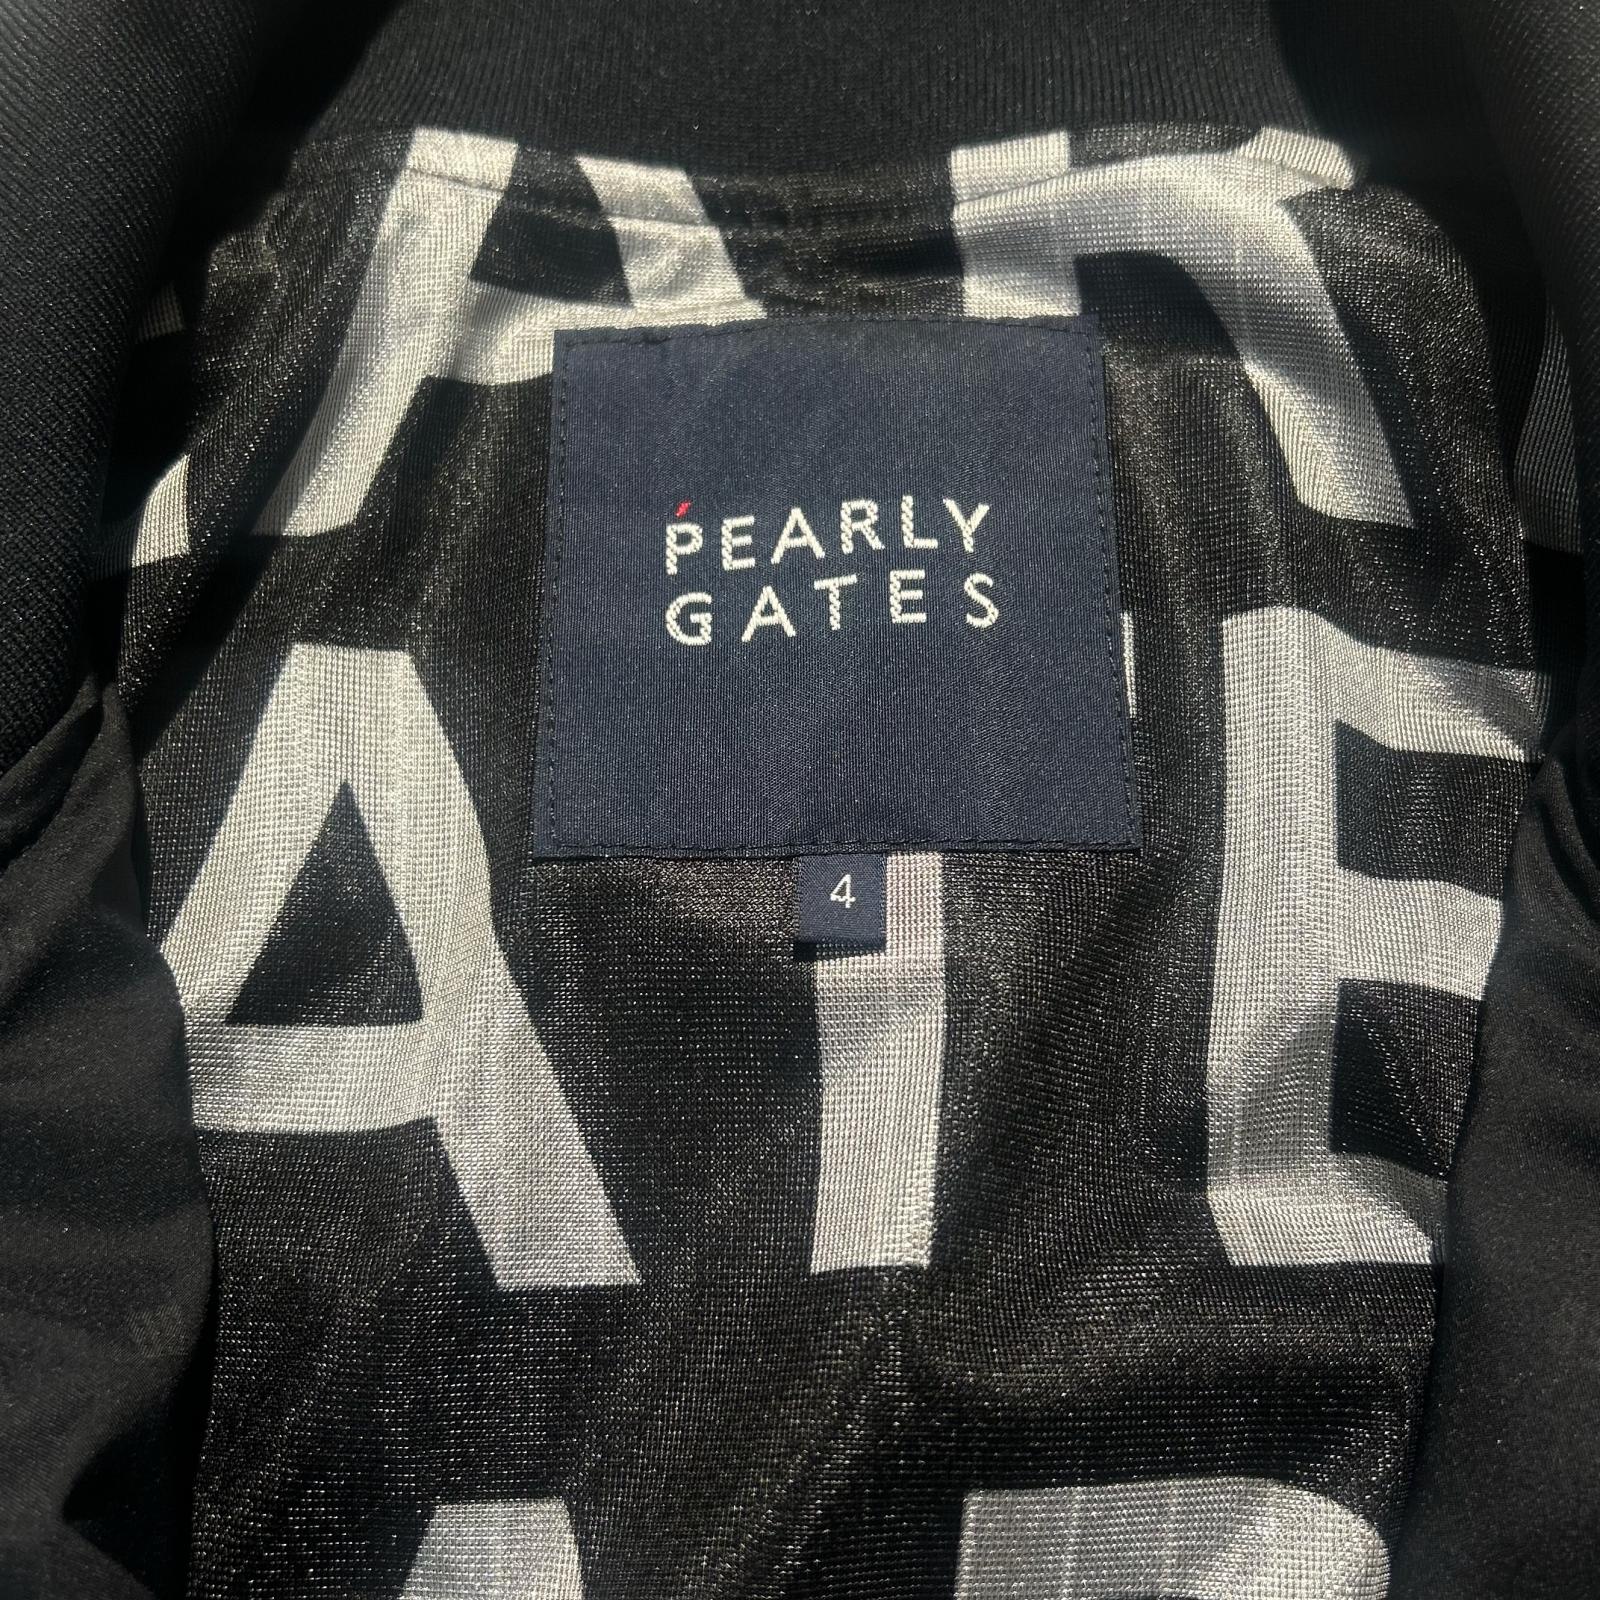 A R
PEARLY
GATES
4
A T E